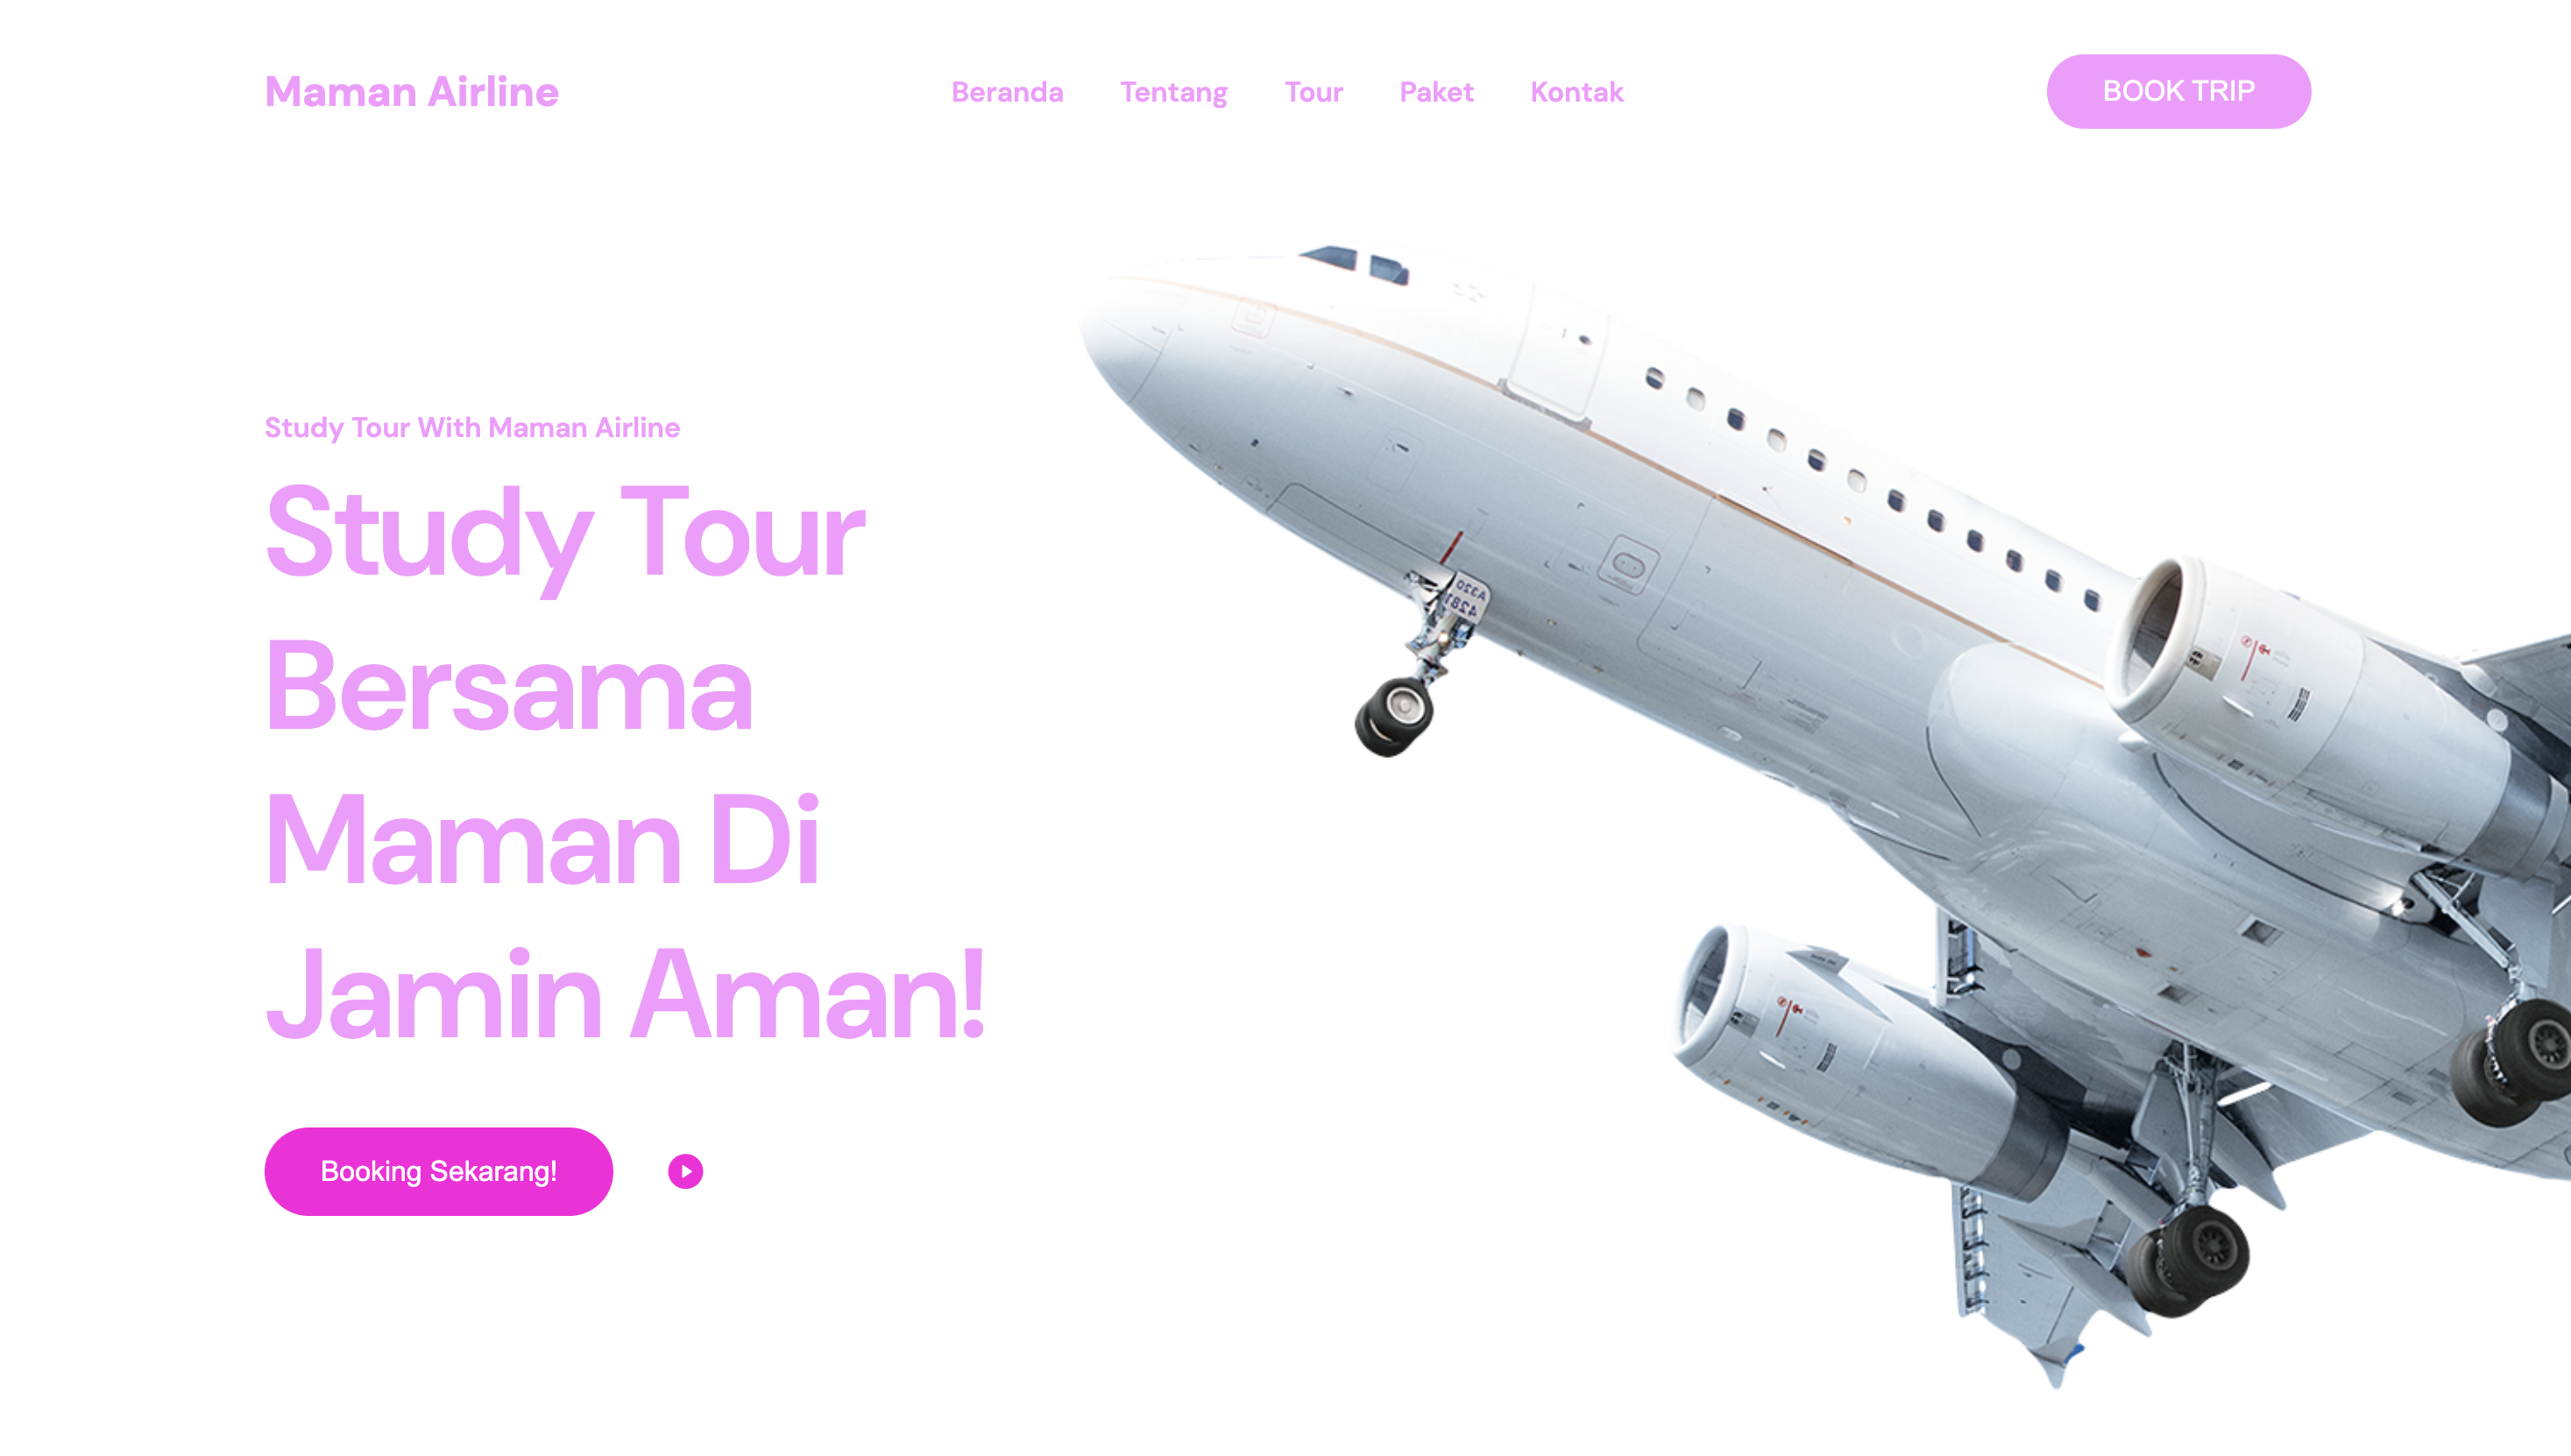 Maman Airline
Beranda Tentang Tour Paket Kontak
BOOK TRIP
Study Tour With Maman Airline
Study Tour
Bersama
Maman Di
Jamin Aman!
Booking Sekarang!
A320